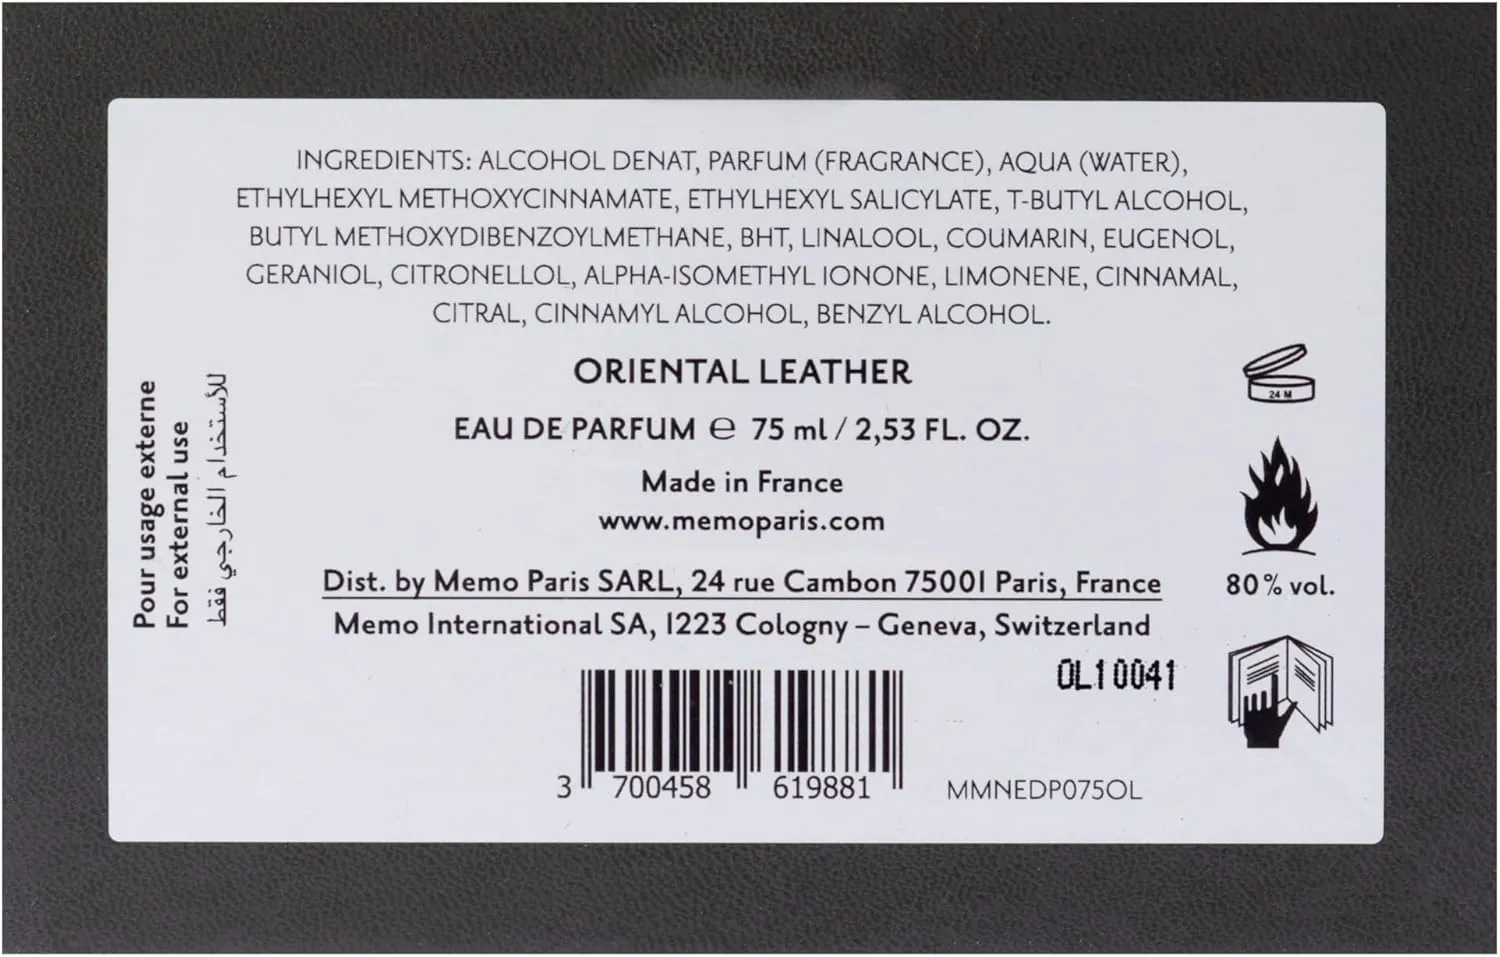 INGREDIENTS: ALCOHOL DENAT, PARFUM (FRAGRANCE), AQUA (WATER),
ETHYLHEXYL METHOXYCINNAMATE, ETHYLHEXYL SALICYLATE, T-BUTYL ALCOHOL,
BUTYL METHOXYDIBENZOYLMETHANE, BHT, LINALOOL, COUMARIN, EUGENOL,
GERANIOL, CITRONELLOL, ALPHA-ISOMETHYL IONONE, LIMONENE, CINNAMAL,
CITRAL, CINNAMYL ALCOHOL, BENZYL ALCOHOL.
ORIENTAL LEATHER
EAU DE PARFUM ℮ 75 ml / 2,53 FL. OZ.
Made in France
www.memoparis.com
Dist. by Memo Paris SARL, 24 rue Cambon 75001 Paris, France
Memo International SA, 1223 Cologny – Geneva, Switzerland
OL10041
3 700458 619881
MMNEDP075OL
Pour usage externe
For external use
للأستخدام الخارجي فقط
24 M
80% vol.